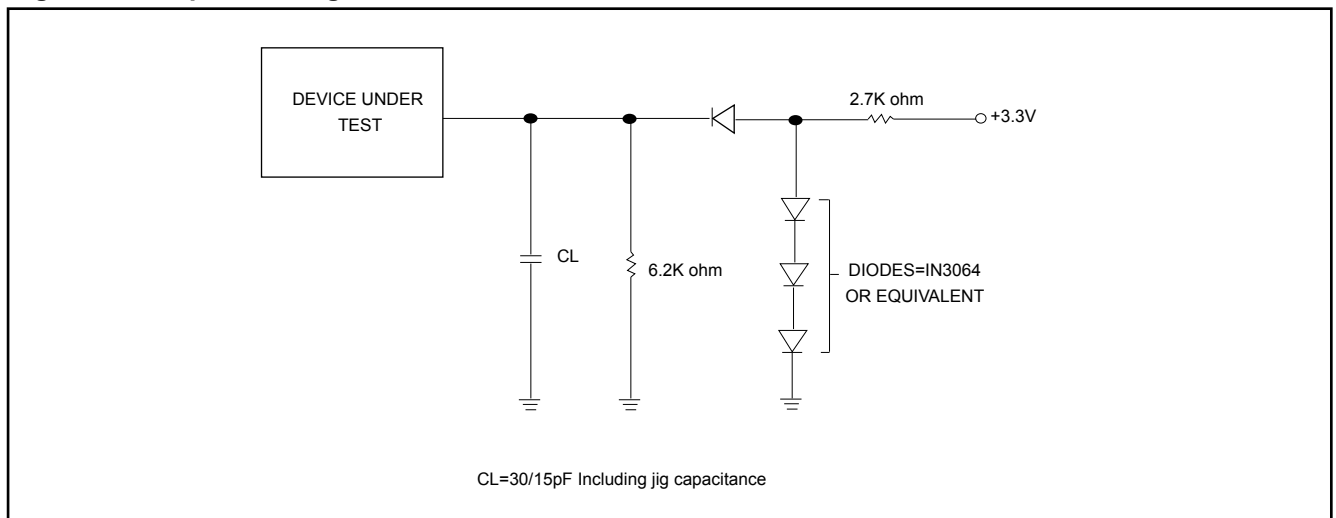 DEVICE UNDER
TEST
2.7K ohm
+3.3V
CL
6.2K ohm
DIODES=IN3064
OR EQUIVALENT
CL=30/15pF Including jig capacitance